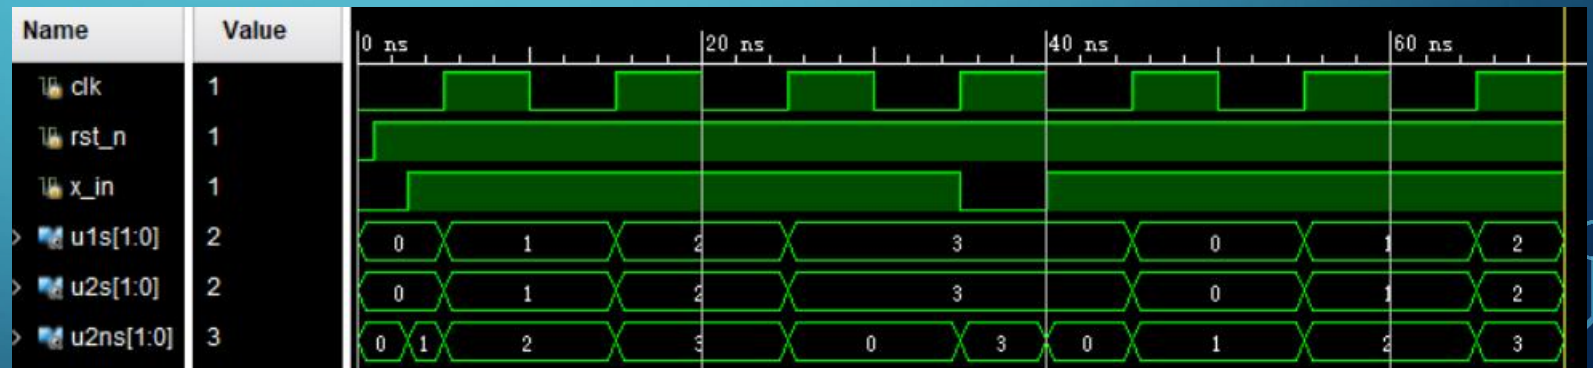 Name Value
0 ns 20 ns 40 ns 60 ns
clk 1
rst_n 1
x_in 1
u1s[1:0] 2 0 1 2 3 0 1 2
u2s[1:0] 2 0 1 2 3 0 1 2
u2ns[1:0] 3 0 1 2 3 0 3 0 1 2 3